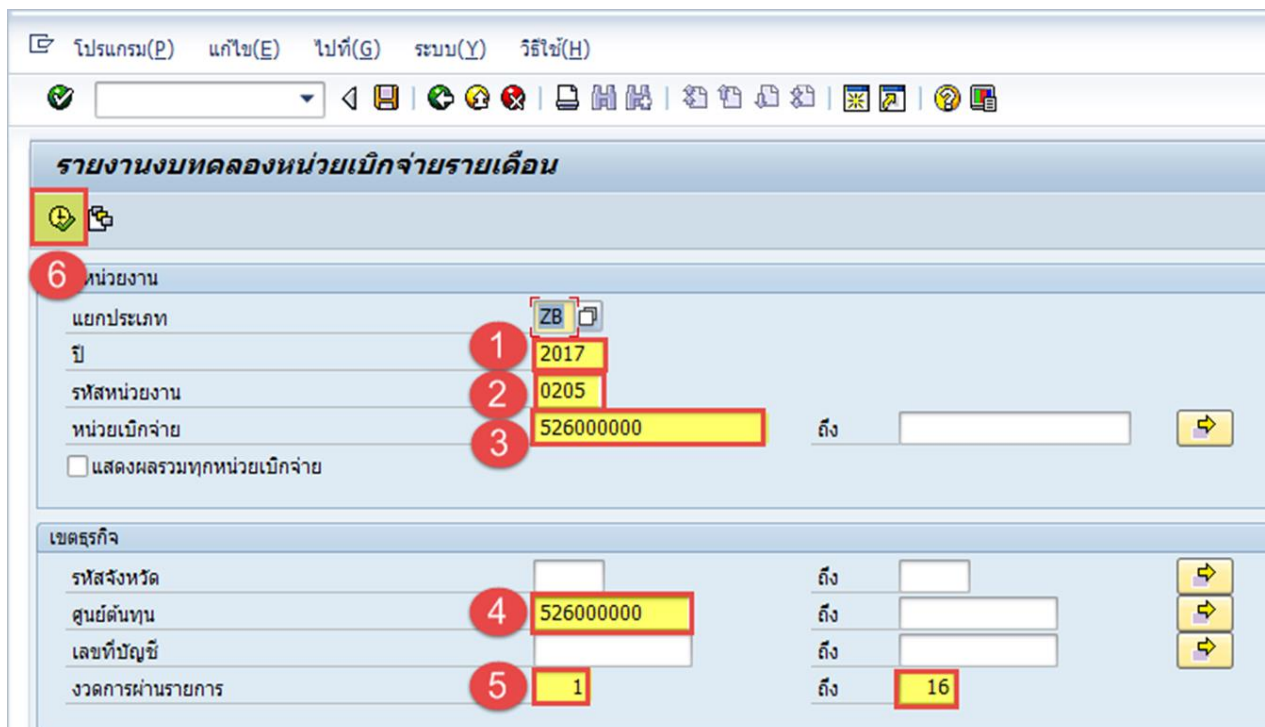 โปรแกรม(P) แก้ไข(E) ไปที่(G) ระบบ(Y) วิธีใช้(H)
รายงานงบทดลองหน่วยเบิกจ่ายรายเดือน
6 หน่วยงาน
แยกประเภท ZB
ปี 1 2017
รหัสหน่วยงาน 2 0205
หน่วยเบิกจ่าย 3 526000000 ถึง
แสดงผลรวมทุกหน่วยเบิกจ่าย
เขตธุรกิจ
รหัสจังหวัด ถึง
ศูนย์ต้นทุน 4 526000000 ถึง
เลขที่บัญชี ถึง
งวดการผ่านรายการ 5 1 ถึง 16